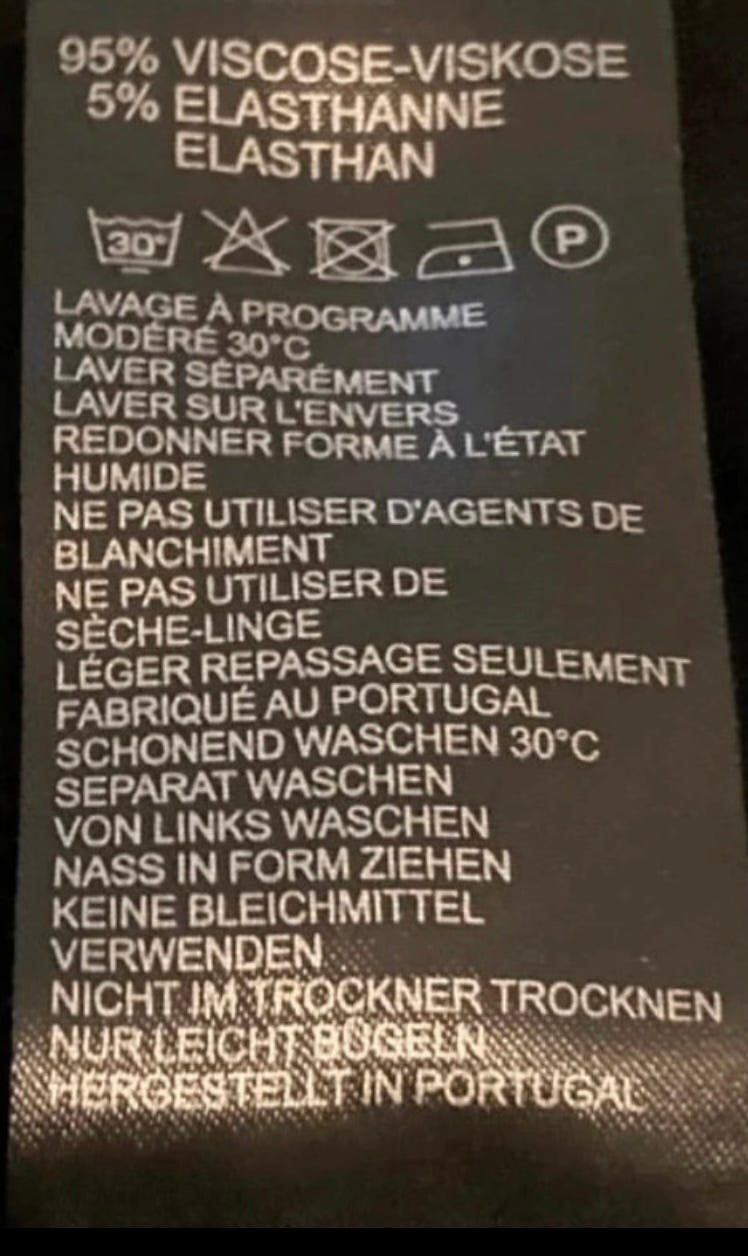 95% VISCOSE-VISKOSE
5% ELASTHANNE
ELASTHAN
30° P
LAVAGE À PROGRAMME
MODÉRÉ 30°C
LAVER SÉPARÉMENT
LAVER SUR L'ENVERS
REDONNER FORME À L'ÉTAT
HUMIDE
NE PAS UTILISER D'AGENTS DE
BLANCHIMENT
NE PAS UTILISER DE
SÈCHE-LINGE
LÉGER REPASSAGE SEULEMENT
FABRIQUÉ AU PORTUGAL
SCHONEND WASCHEN 30°C
SEPARAT WASCHEN
VON LINKS WASCHEN
NASS IN FORM ZIEHEN
KEINE BLEICHMITTEL
VERWENDEN
NICHT IM TROCKNER TROCKNEN
NUR LEICHT BÜGELN
HERGESTELLT IN PORTUGAL